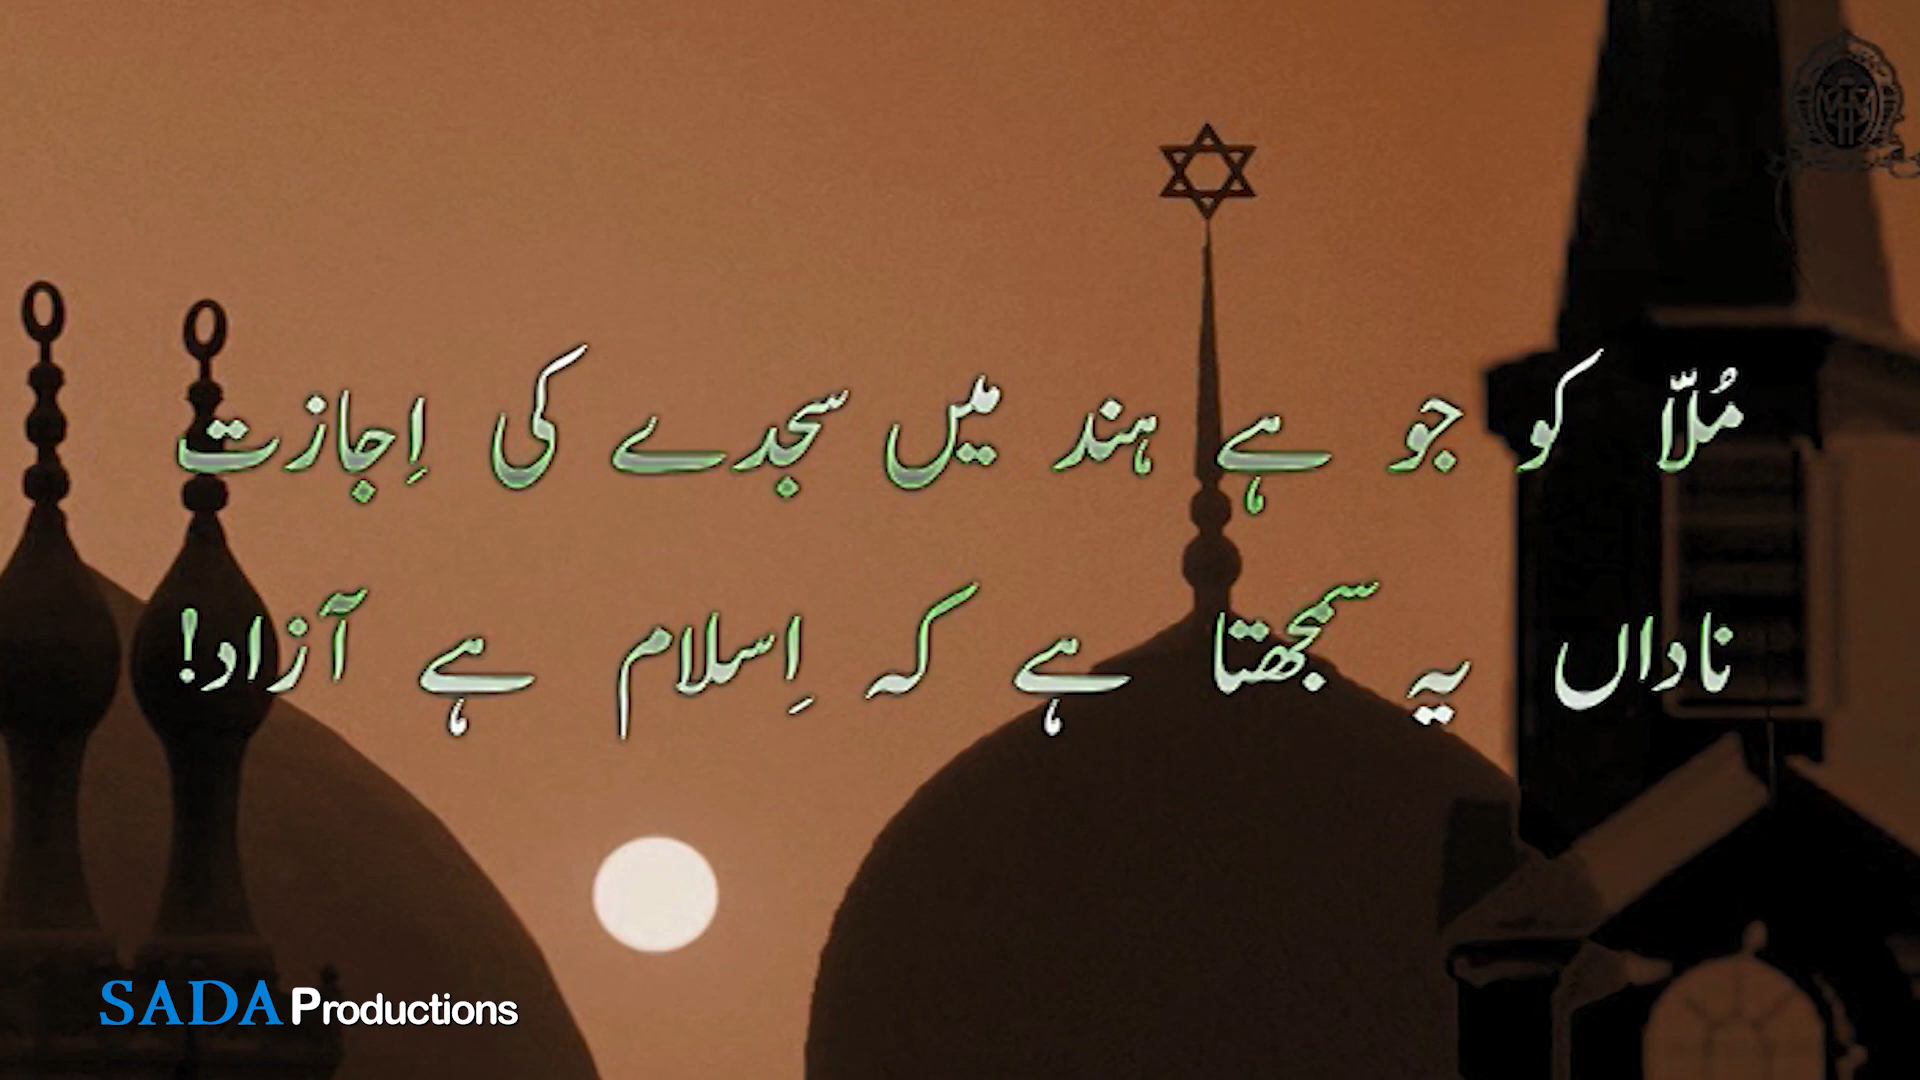 مُلّا کو جو ہے ہند میں سجدے کی اِجازت
ناداں یہ سمجھتا ہے کہ اِسلام ہے آزاد!
SADA Productions